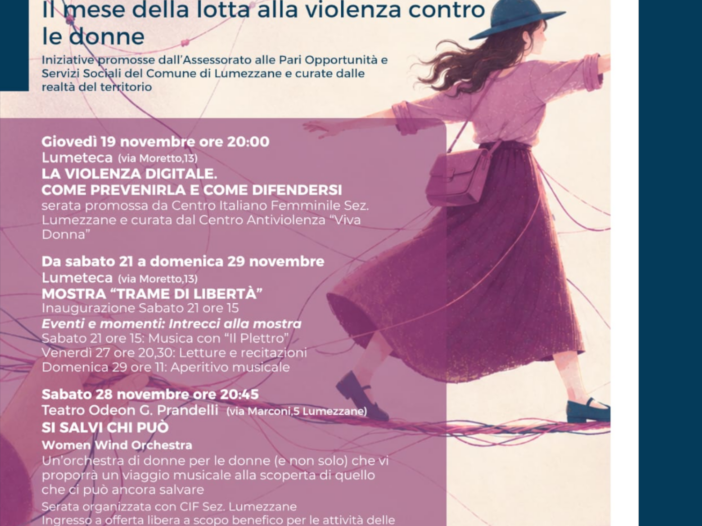 Il mese della lotta alla violenza contro
le donne
Iniziative promosse dall'Assessorato alle Pari Opportunità e
Servizi Sociali del Comune di Lumezzane e curate dalle
realtà del territorio
Giovedì 19 novembre ore 20:00
Lumeteca (via Moretto,13)
LA VIOLENZA DIGITALE.
COME PREVENIRLA E COME DIFENDERSI
serata promossa da Centro Italiano Femminile Sez.
Lumezzane e curata dal Centro Antiviolenza "Viva
Donna"
Da sabato 21 a domenica 29 novembre
Lumeteca (via Moretto,13)
MOSTRA "TRAME DI LIBERTÀ"
Inaugurazione Sabato 21 ore 15
Eventi e momenti: Intrecci alla mostra
Sabato 21 ore 15: Musica con "Il Plettro"
Venerdì 27 ore 20,30: Letture e recitazioni
Domenica 29 ore 11: Aperitivo musicale
Sabato 28 novembre ore 20:45
Teatro Odeon G. Prandelli (via Marconi,5 Lumezzane)
SI SALVI CHI PUÒ
Women Wind Orchestra
Un'orchestra di donne per le donne (e non solo) che vi
proporrà un viaggio musicale alla scoperta di quello
che ci può ancora salvare
Serata organizzata con CIF Sez. Lumezzane
Ingresso a offerta libera a scopo benefico per le attività delle